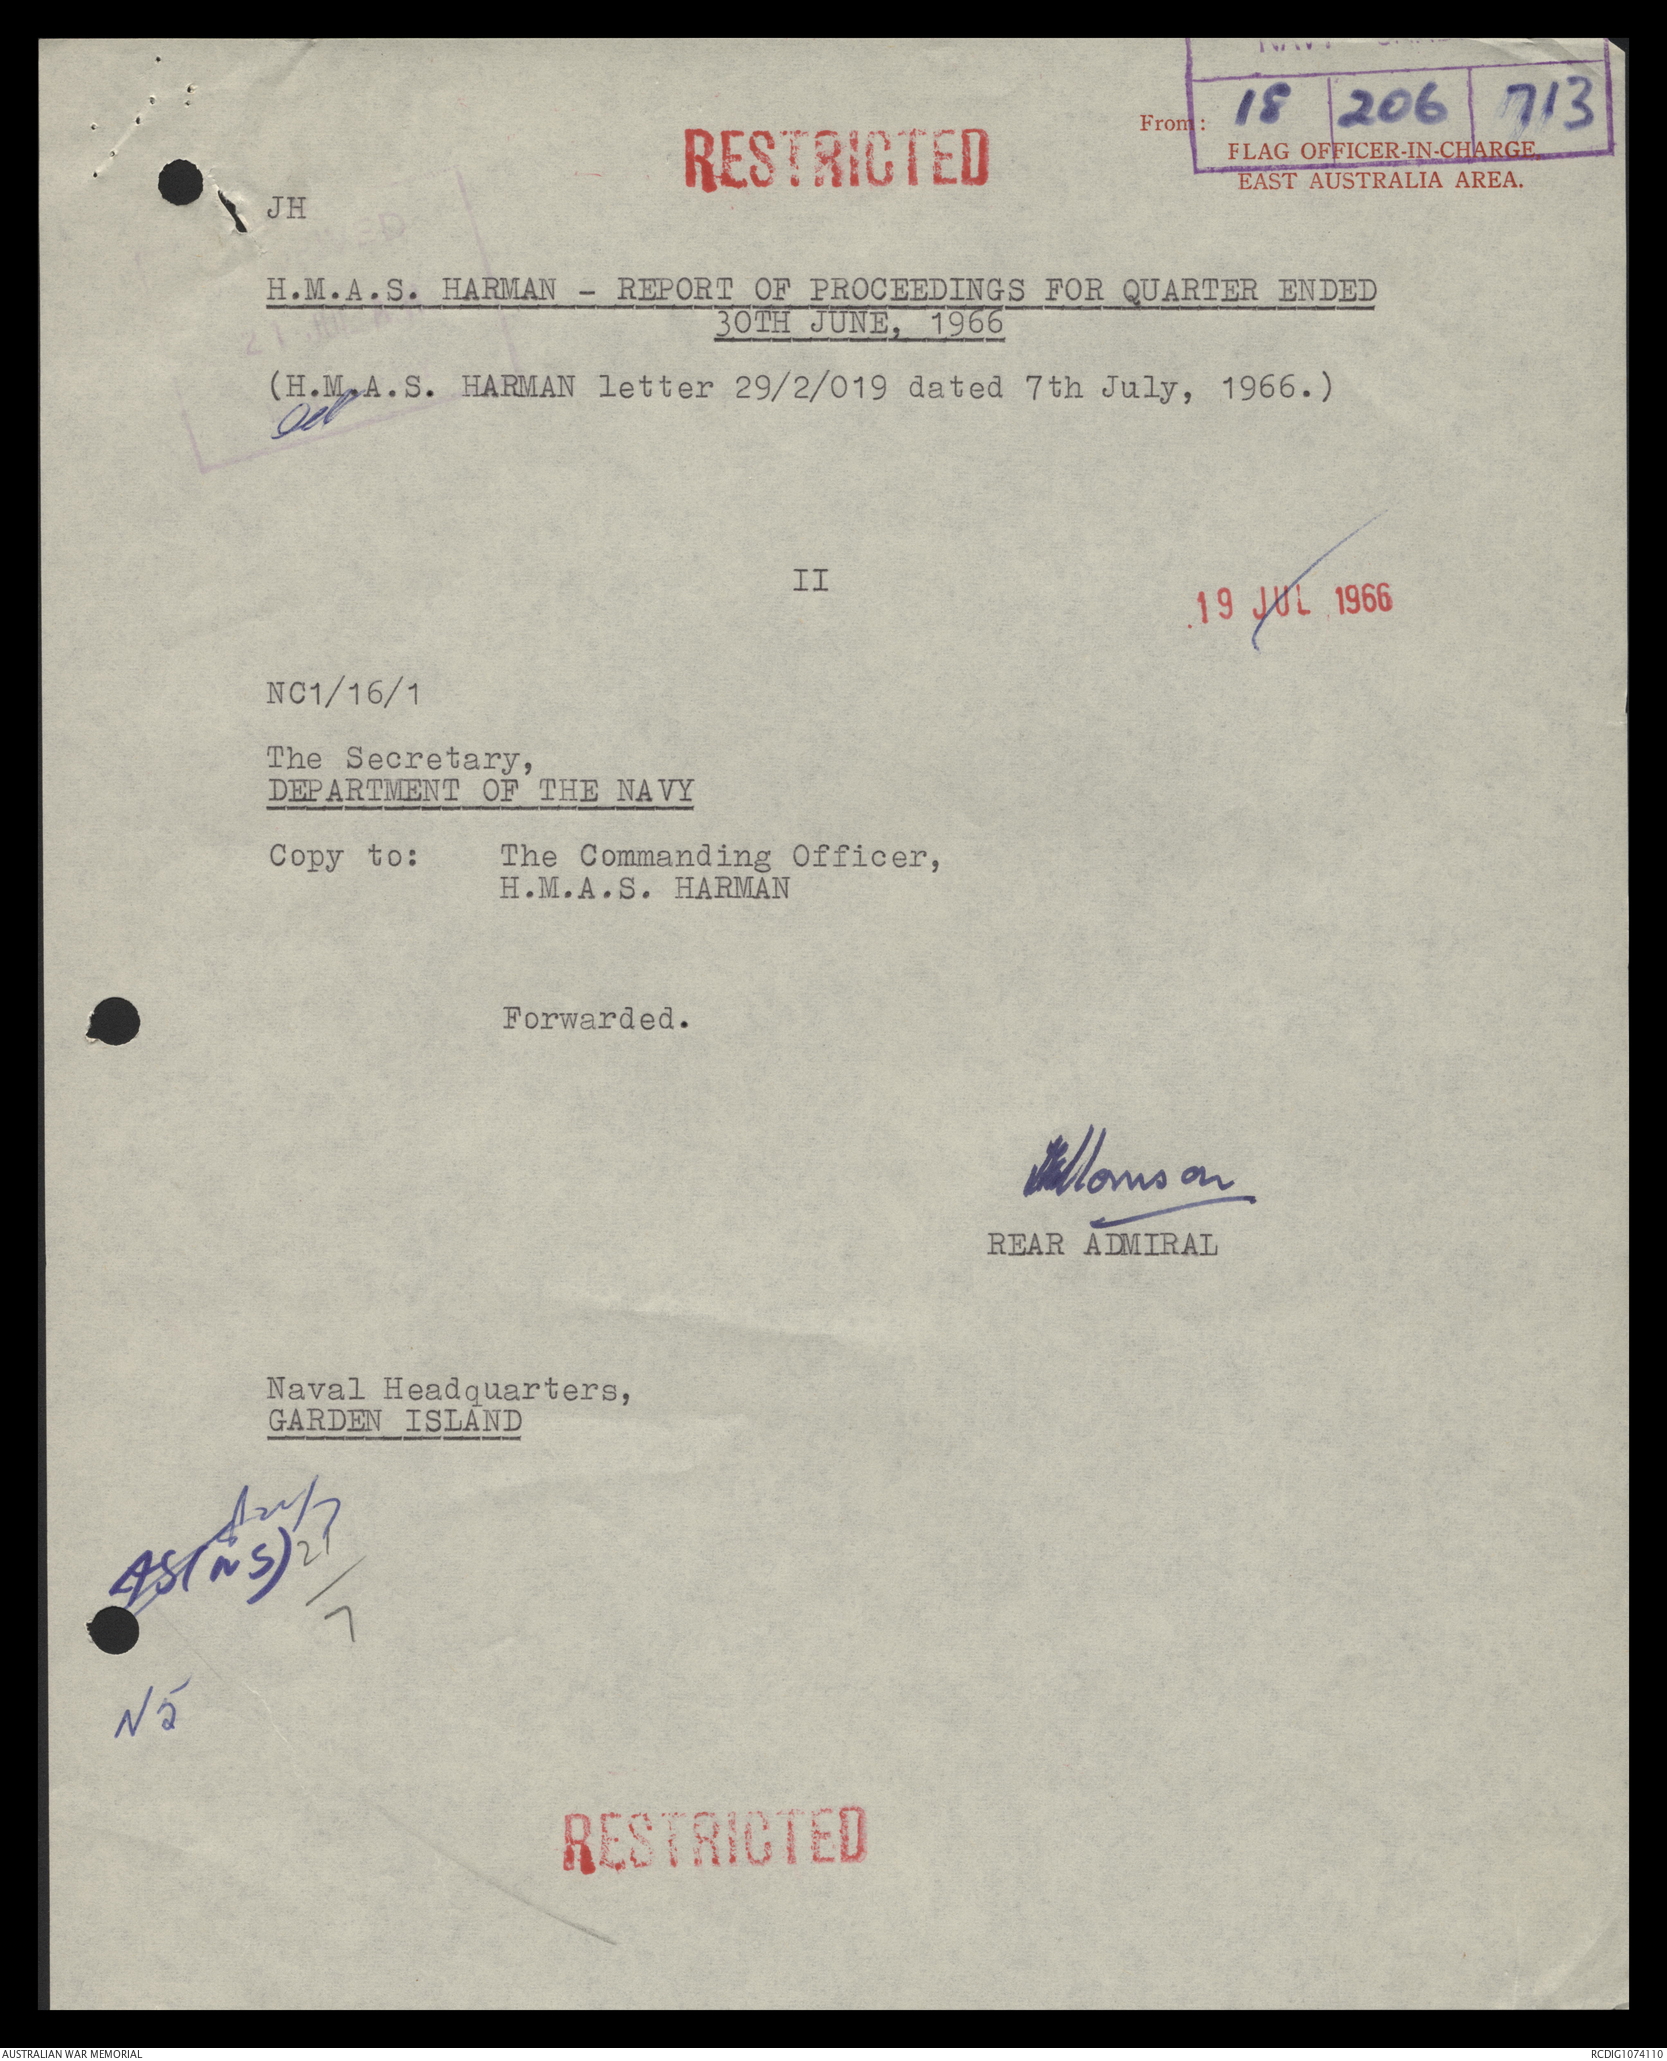 18 206 713
RESTRICTED
From:
FLAG OFFICER-IN-CHARGE,
EAST AUSTRALIA AREA.
JH
H.M.A.S. HARMAN - REPORT OF PROCEEDINGS FOR QUARTER ENDED
30TH JUNE, 1966
(H.M.A.S. HARMAN letter 29/2/019 dated 7th July, 1966.)
II
19 JUL 1966
NC1/16/1
The Secretary,
DEPARTMENT OF THE NAVY
Copy to: The Commanding Officer,
H.M.A.S. HARMAN
Forwarded.
REAR ADMIRAL
Naval Headquarters,
GARDEN ISLAND
AS(NS) 21
7
RESTRICTED
AUSTRALIAN WAR MEMORIAL
RCDIG1074110